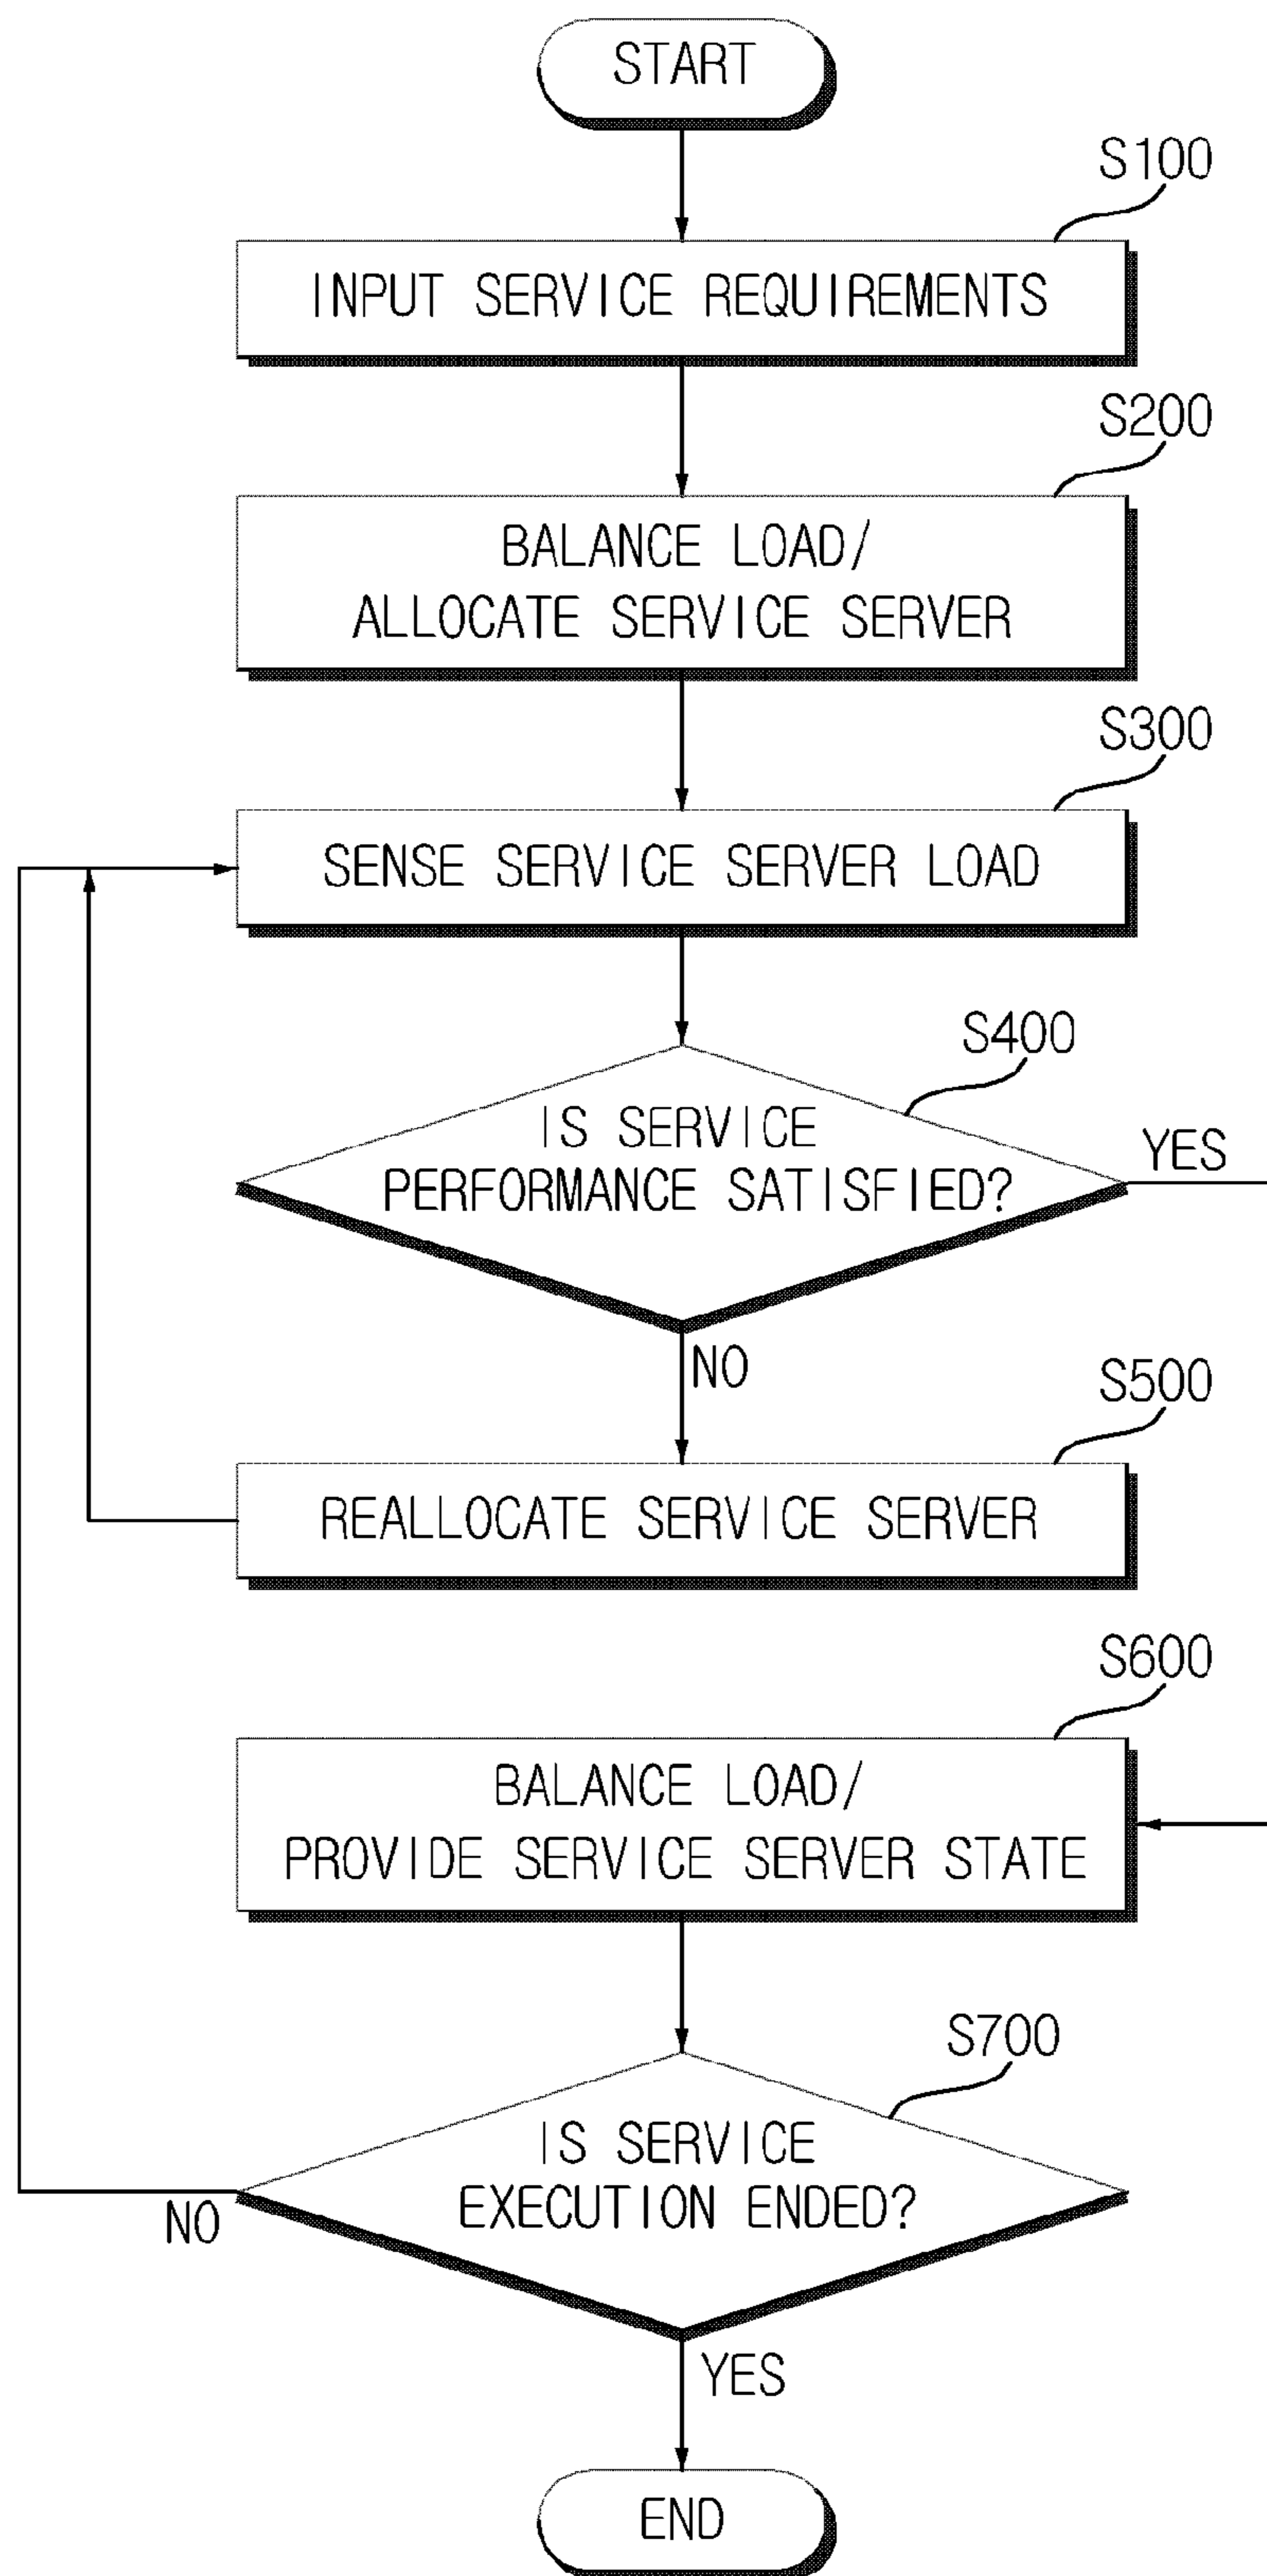 START
S100
INPUT SERVICE REQUIREMENTS
S200
BALANCE LOAD/
ALLOCATE SERVICE SERVER
S300
SENSE SERVICE SERVER LOAD
S400
IS SERVICE
PERFORMANCE SATISFIED?
YES
NO
S500
REALLOCATE SERVICE SERVER
S600
BALANCE LOAD/
PROVIDE SERVICE SERVER STATE
S700
IS SERVICE
EXECUTION ENDED?
NO
YES
END